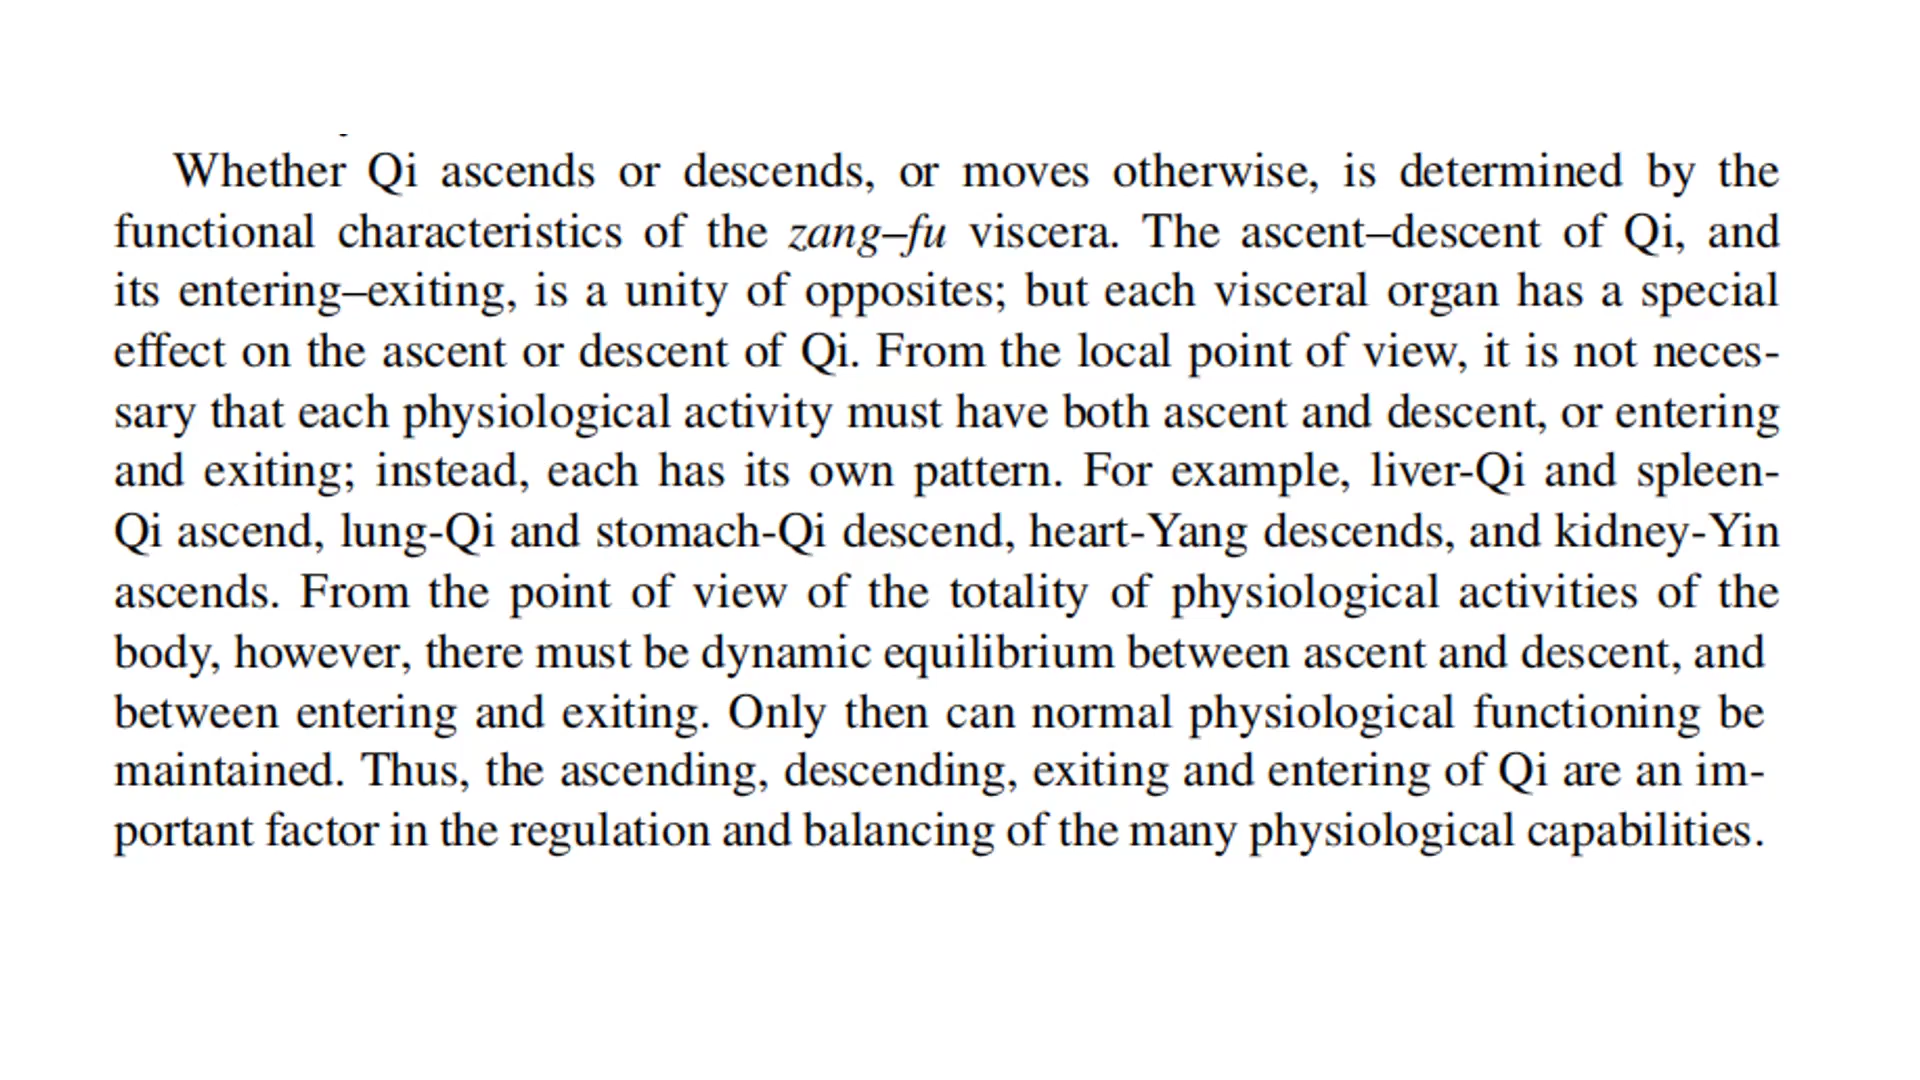 Whether Qi ascends or descends, or moves otherwise, is determined by the
functional characteristics of the zang–fu viscera. The ascent–descent of Qi, and
its entering–exiting, is a unity of opposites; but each visceral organ has a special
effect on the ascent or descent of Qi. From the local point of view, it is not neces-
sary that each physiological activity must have both ascent and descent, or entering
and exiting; instead, each has its own pattern. For example, liver-Qi and spleen-
Qi ascend, lung-Qi and stomach-Qi descend, heart-Yang descends, and kidney-Yin
ascends. From the point of view of the totality of physiological activities of the
body, however, there must be dynamic equilibrium between ascent and descent, and
between entering and exiting. Only then can normal physiological functioning be
maintained. Thus, the ascending, descending, exiting and entering of Qi are an im-
portant factor in the regulation and balancing of the many physiological capabilities.